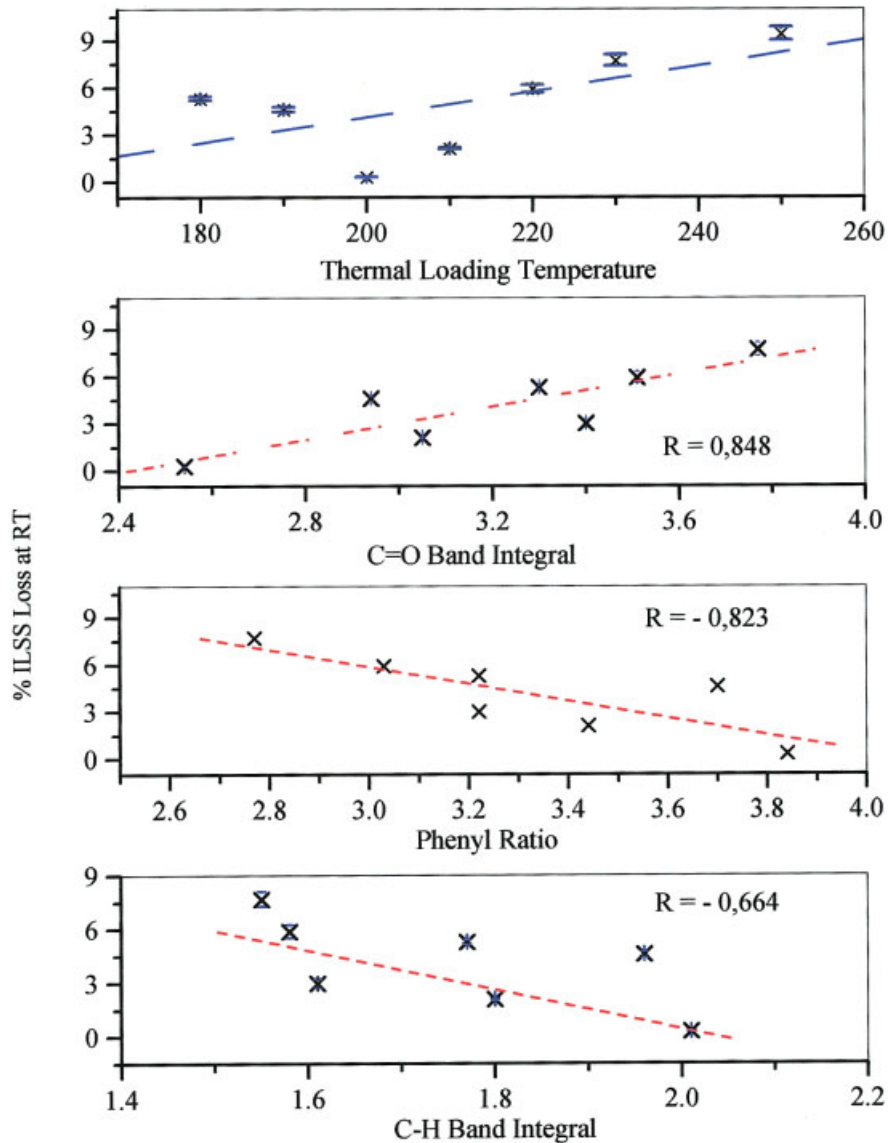 9
6
3
0
180 200 220 240 260
Thermal Loading Temperature
9
6
3
0
R = 0,848
2.4 2.8 3.2 3.6 4.0
C=O Band Integral
% ILSS Loss at RT
9
6
3
0
R = - 0,823
2.6 2.8 3.0 3.2 3.4 3.6 3.8 4.0
Phenyl Ratio
9
6
3
0
R = - 0,664
1.4 1.6 1.8 2.0 2.2
C-H Band Integral